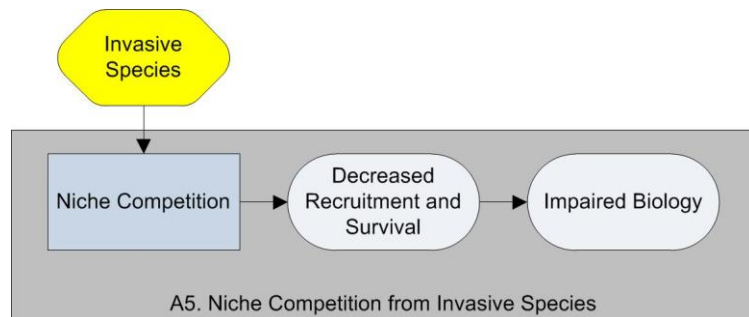 Invasive
Species
Niche Competition
Decreased
Recruitment and
Survival
Impaired Biology
A5. Niche Competition from Invasive Species